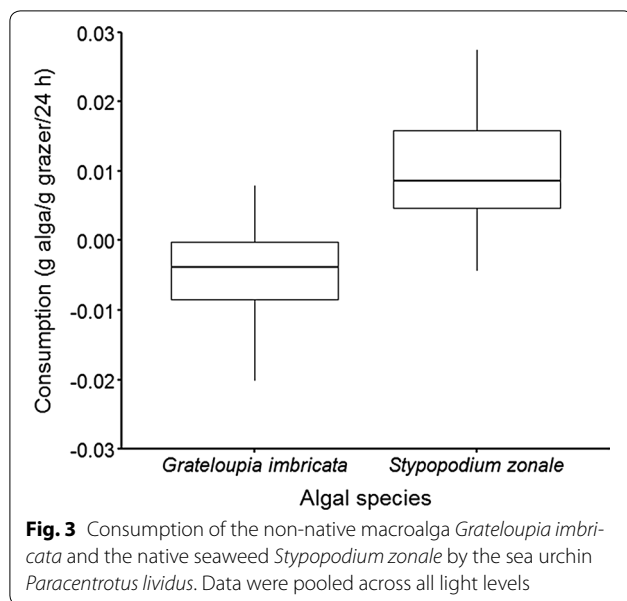 Consumption (g alga/g grazer/24 h)
0.03
0.02
0.01
0.00
-0.01
-0.02
-0.03
Grateloupia imbricata
Stypopodium zonale
Algal species
Fig. 3 Consumption of the non-native macroalga Grateloupia imbri-
cata and the native seaweed Stypopodium zonale by the sea urchin
Paracentrotus lividus. Data were pooled across all light levels